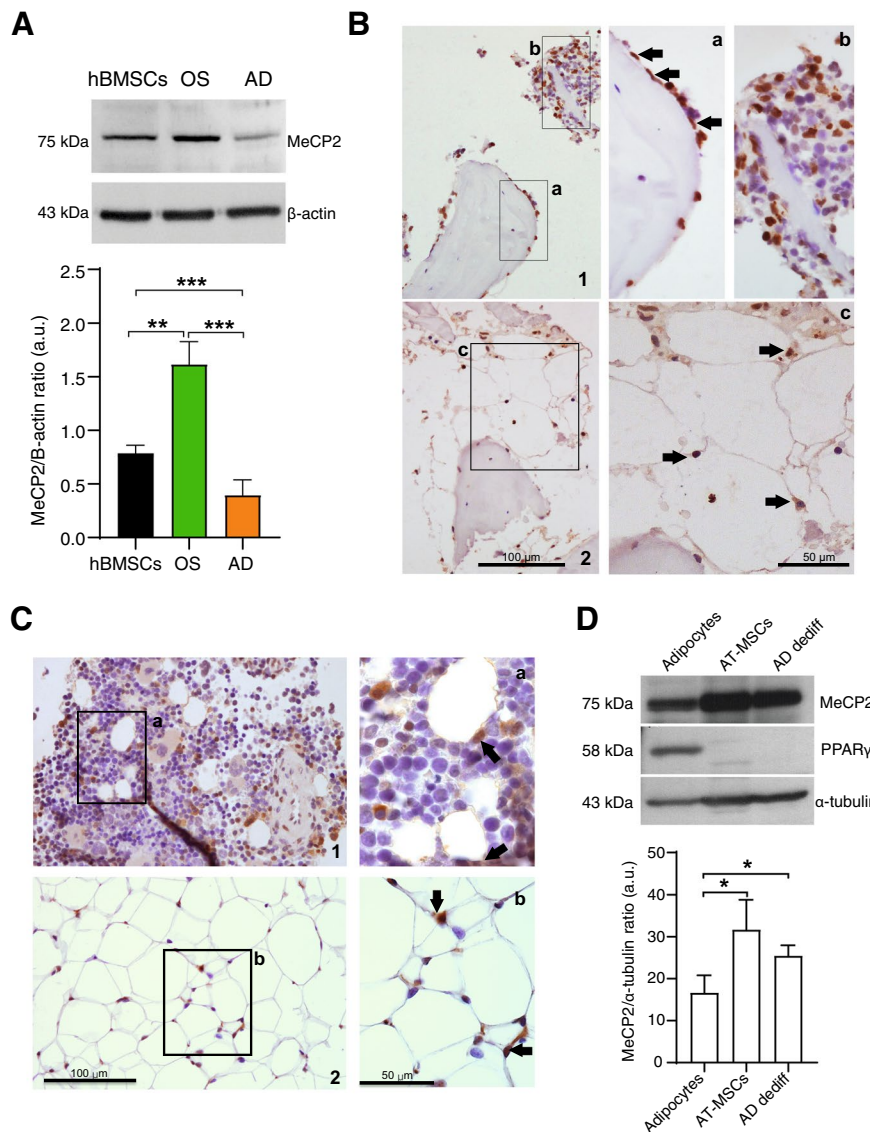 A
hBMSCs OS AD
75 kDa MeCP2
43 kDa β-actin
MeCP2/B-actin ratio (a.u.)
2.5
2.0
1.5
1.0
0.5
0.0
***
** ***
hBMSCs OS AD
B
b
a
1
a
b
c
100 µm
2
c
50 µm
C
a
1
a
b
100 µm
2
b
50 µm
D
Adipocytes
AT-MSCs
AD dediff
75 kDa MeCP2
58 kDa PPARγ
43 kDa α-tubulin
MeCP2/α-tubulin ratio (a.u.)
50
40
30
20
10
0
*
*
Adipocytes
AT-MSCs
AD dediff